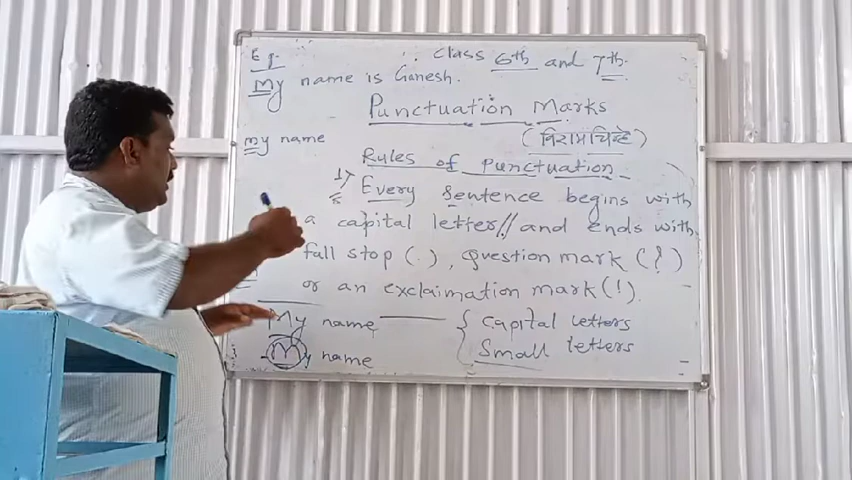 Eg.
class 6th and 7th.
My name is Ganesh.
Punctuation Marks
(विरामचिन्हे)
my name
Rules of punctuation
1) Every sentence begins with
a capital letter // and ends with
full stop (.), question mark (?)
or an exclaimation mark (!).
My name
{ capital letters
My name
Small letters